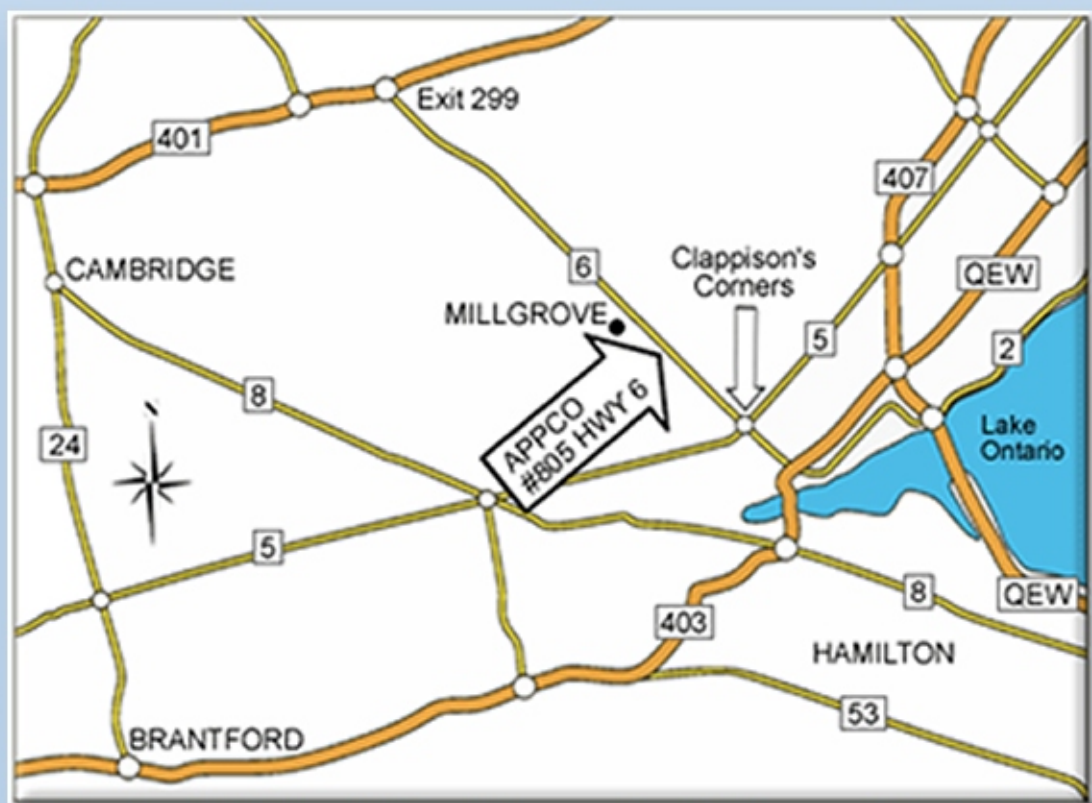 Exit 299
401
407
CAMBRIDGE
6
Clappison's
Corners
QEW
MILLGROVE
5
2
8
APPCO
#805 HWY 6
24
Lake
Ontario
5
8
QEW
403
HAMILTON
53
BRANTFORD